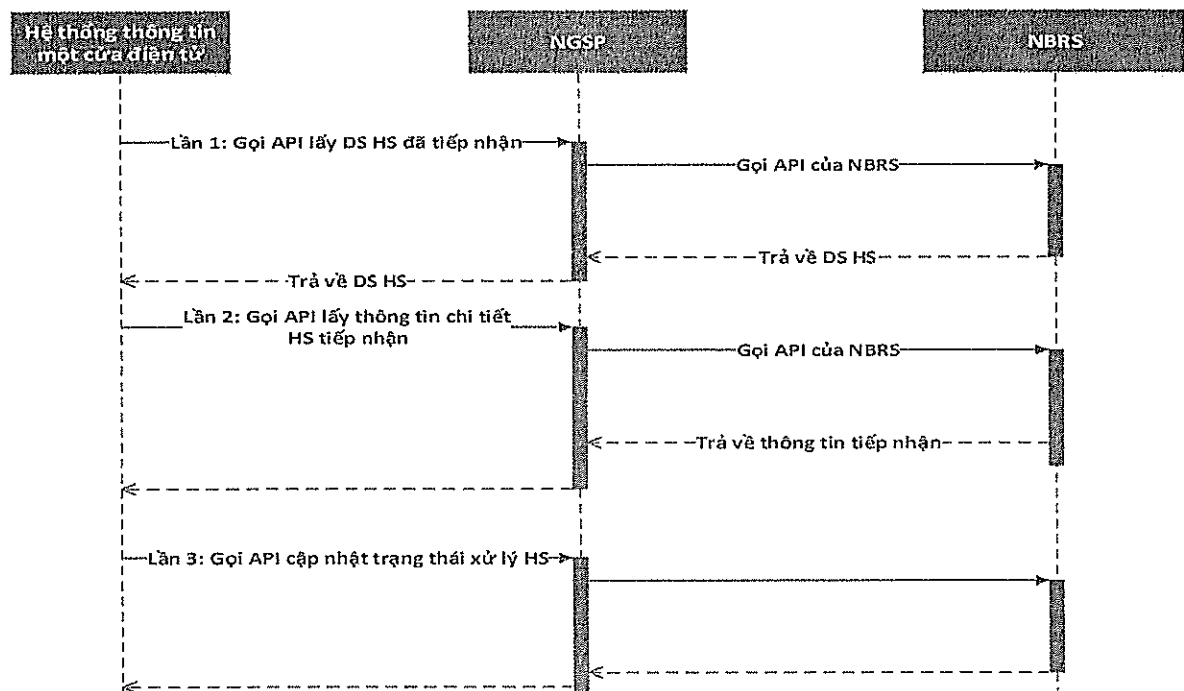 Hệ thống thông tin
một cửa điện tử
NGSP
NBRS
Lần 1: Gọi API lấy DS HS đã tiếp nhận
Gọi API của NBRS
Trả về DS HS
Trả về DS HS
Lần 2: Gọi API lấy thông tin chi tiết
HS tiếp nhận
Gọi API của NBRS
Trả về thông tin tiếp nhận
Lần 3: Gọi API cập nhật trạng thái xử lý HS